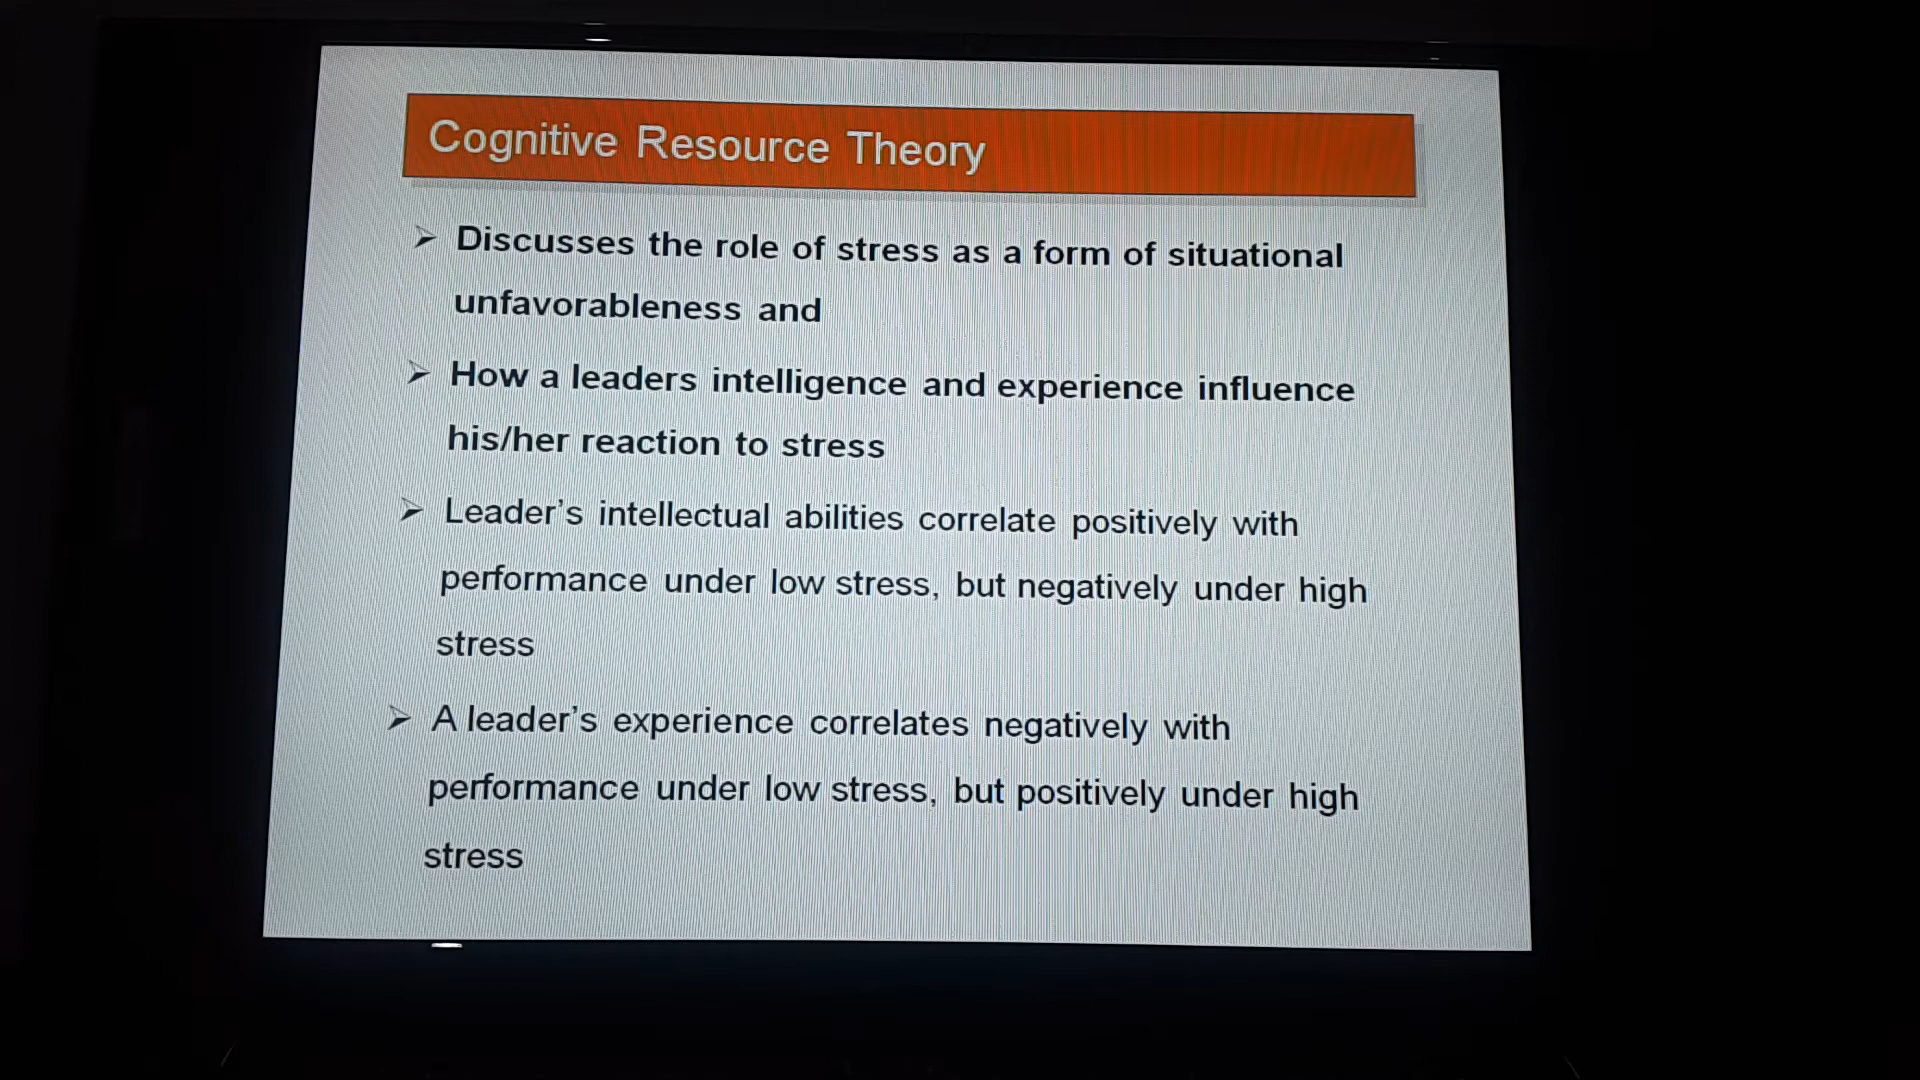 Cognitive Resource Theory
➢ Discusses the role of stress as a form of situational
unfavorableness and
➢ How a leaders intelligence and experience influence
his/her reaction to stress
➢ Leader’s intellectual abilities correlate positively with
performance under low stress, but negatively under high
stress
➢ A leader’s experience correlates negatively with
performance under low stress, but positively under high
stress